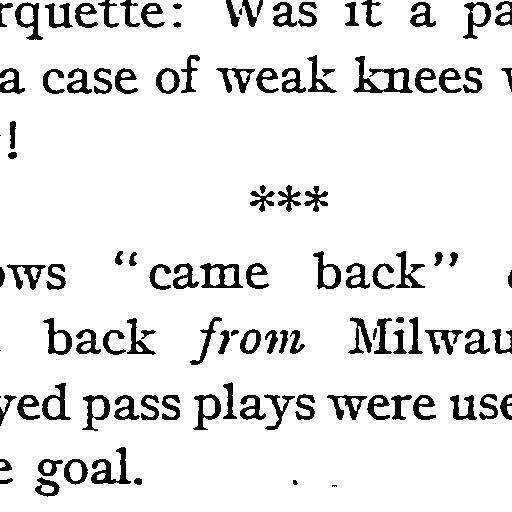 rquette: Was it a pa
a case of weak knees
!
***
ows "came back"
back from Milwau
yed pass plays were use
e goal.